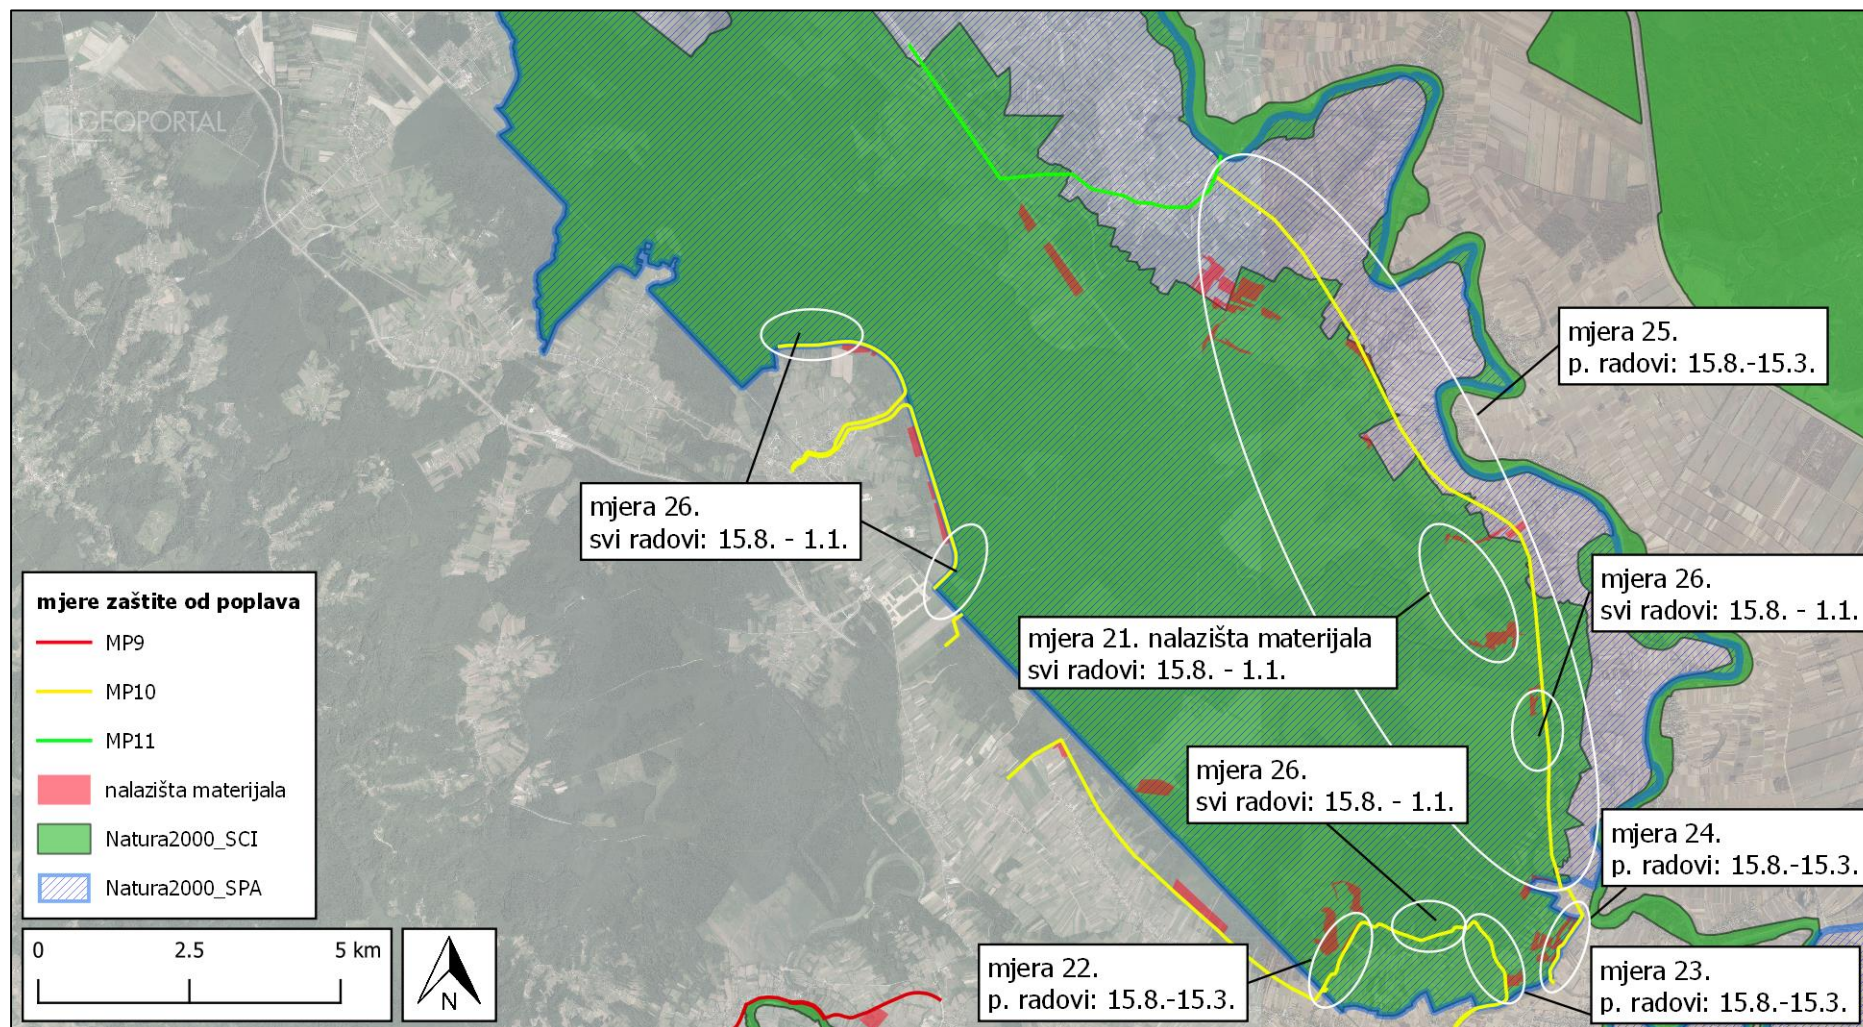 GEOPORTAL
mjera 25.
p. radovi: 15.8.-15.3.
mjera 26.
svi radovi: 15.8. - 1.1.
mjera 26.
svi radovi: 15.8. - 1.1.
mjera 21. nalazišta materijala
svi radovi: 15.8. - 1.1.
mjera 26.
svi radovi: 15.8. - 1.1.
mjera 24.
p. radovi: 15.8.-15.3.
mjera 22.
p. radovi: 15.8.-15.3.
mjera 23.
p. radovi: 15.8.-15.3.
mjere zaštite od poplava
MP9
MP10
MP11
nalazišta materijala
Natura2000_SCI
Natura2000_SPA
0 2.5 5 km
N